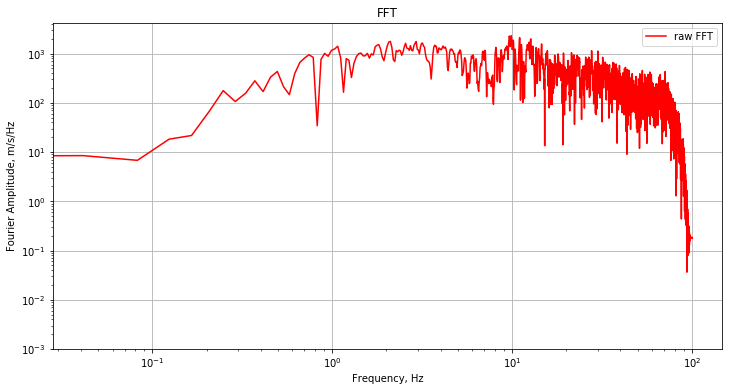 FFT
raw FFT
Fourier Amplitude, m/s/Hz
10³
10²
10¹
10⁰
10⁻¹
10⁻²
10⁻³
10⁻¹ 10⁰ 10¹ 10²
Frequency, Hz